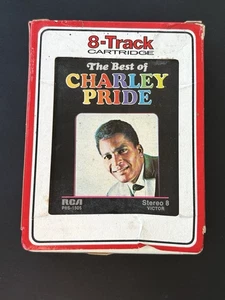 8-Track
CARTRIDGE
The Best of
CHARLEY
PRIDE
RCA
Stereo 8
VICTOR